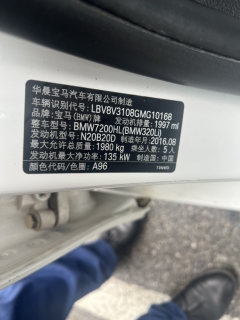 华晨宝马汽车有限公司制造
车辆识别代号: LBV8V3108GMG10168
发动机排量: 1997 ml
品牌: 宝马(BMW)牌
整车型号: BMW7200HL(BMW320Li)
发动机型号: N20B20D 制造年月: 2016.08
最大允许总质量: 1980 kg 乘坐人数: 5 人
发动机最大净功率: 135 kW 制造国: 中国
颜色代码/色圈: A96